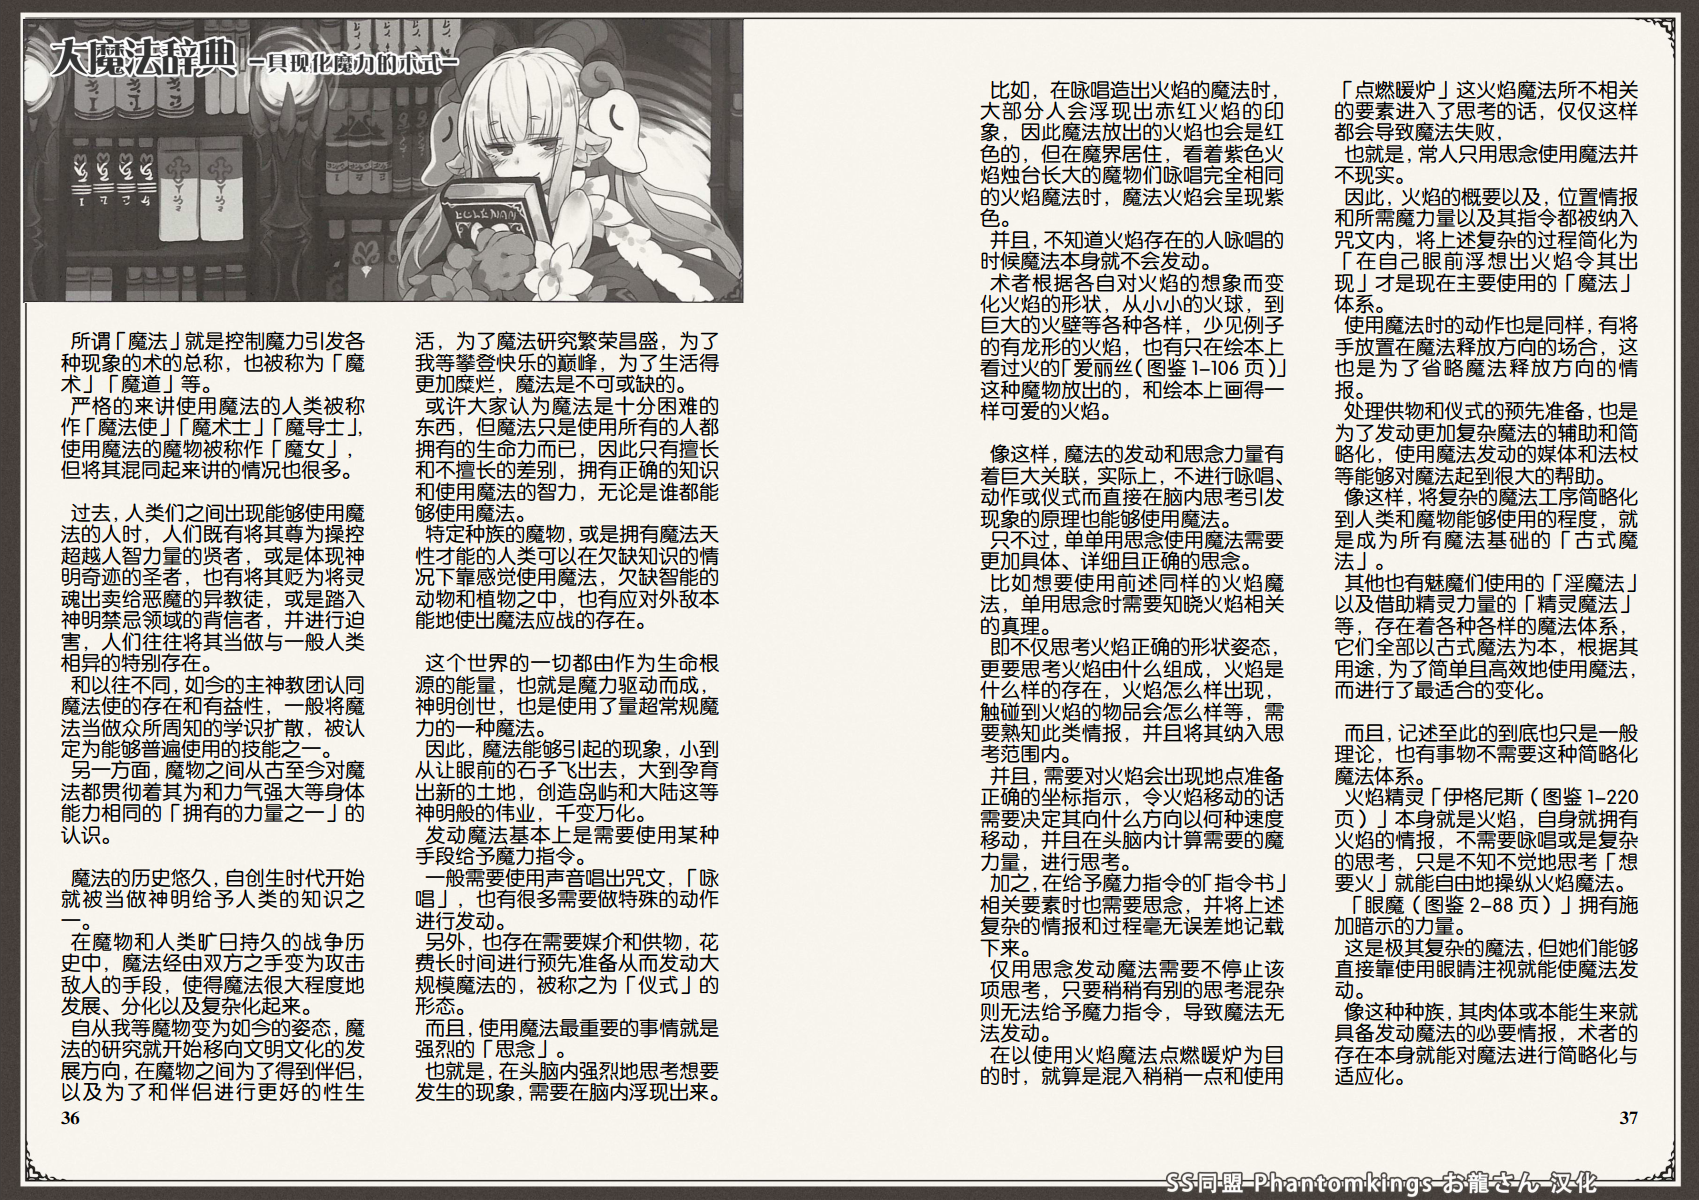 大魔法辞典 —具现化魔力的术式—
所谓「魔法」就是控制魔力引发各
种现象的术的总称，也被称为「魔
术」「魔道」等。
严格的来讲使用魔法的人类被称
作「魔法使」「魔术士」「魔导士」，
使用魔法的魔物被称作「魔女」，
但将其混同起来讲的情况也很多。
过去，人类们之间出现能够使用魔
法的人时，人们既有将其尊为操控
超越人智力量的贤者，或是体现神
明奇迹的圣者，也有将其贬为将灵
魂出卖给恶魔的异教徒，或是踏入
神明禁忌领域的背信者，并进行迫
害，人们往往将其当做与一般人类
相异的特别存在。
和以往不同，如今的主神教团认同
魔法使的存在和有益性，一般将魔
法当做众所周知的学识扩散，被认
定为能够普遍使用的技能之一。
另一方面，魔物之间从古至今对魔
法都贯彻着其为和力气强大等身体
能力相同的「拥有的力量之一」的
认识。
魔法的历史悠久，自创生时代开始
就被当做神明给予人类的知识之
一。
在魔物和人类旷日持久的战争历
史中，魔法经由双方之手变为攻击
敌人的手段，使得魔法很大程度地
发展、分化以及复杂化起来。
自从我等魔物变为如今的姿态，魔
法的研究就开始移向文明文化的发
展方向，在魔物之间为了得到伴侣，
以及为了和伴侣进行更好的性生
活，为了魔法研究繁荣昌盛，为了
我等攀登快乐的巅峰，为了生活得
更加糜烂，魔法是不可或缺的。
或许大家认为魔法是十分困难的
东西，但魔法只是使用所有的人都
拥有的生命力而已，因此只有擅长
和不擅长的差别，拥有正确的知识
和使用魔法的智力，无论是谁都能
够使用魔法。
特定种族的魔物，或是拥有魔法天
性才能的人类可以在欠缺知识的情
况下靠感觉使用魔法，欠缺智能的
动物和植物之中，也有应对外敌本
能地使出魔法应战的存在。
这个世界的一切都由作为生命根
源的能量，也就是魔力驱动而成，
神明创世，也是使用了量超常规魔
力的一种魔法。
因此，魔法能够引起的现象，小到
从让眼前的石子飞出去，大到孕育
出新的土地，创造岛屿和大陆这等
神明般的伟业，千变万化。
发动魔法基本上是需要使用某种
手段给予魔力指令。
一般需要使用声音唱出咒文，「咏
唱」，也有很多需要做特殊的动作
进行发动。
另外，也存在需要媒介和供物，花
费长时间进行预先准备从而发动大
规模魔法的，被称之为「仪式」的
形态。
而且，使用魔法最重要的事情就是
强烈的「思念」。
也就是，在头脑内强烈地思考想要
发生的现象，需要在脑内浮现出来。
36
比如，在咏唱造出火焰的魔法时，
大部分人会浮现出赤红火焰的印
象，因此魔法放出的火焰也会是红
色的，但在魔界居住，看着紫色火
焰烛台长大的魔物们咏唱完全相同
的火焰魔法时，魔法火焰会呈现紫
色。
并且，不知道火焰存在的人咏唱的
时候魔法本身就不会发动。
术者根据各自对火焰的想象而变
化火焰的形状，从小小的火球，到
巨大的火壁等各种各样，少见例子
的有龙形的火焰，也有只在绘本上
看过火的「爱丽丝（图鉴1-106页）」
这种魔物放出的，和绘本上画得一
样可爱的火焰。
像这样，魔法的发动和思念力量有
着巨大关联，实际上，不进行咏唱、
动作或仪式而直接在脑内思考引发
现象的原理也能够使用魔法。
只不过，单单用思念使用魔法需要
更加具体、详细且正确的思念。
比如想要使用前述同样的火焰魔
法，单用思念时需要知晓火焰相关
的真理。
即不仅思考火焰正确的形状姿态，
更要思考火焰由什么组成，火焰是
什么样的存在，火焰怎么样出现，
触碰到火焰的物品会怎么样等，需
要熟知此类情报，并且将其纳入思
考范围内。
并且，需要对火焰会出现地点准备
正确的坐标指示，令火焰移动的话
需要决定其向什么方向以何种速度
移动，并且在头脑内计算需要的魔
力量，进行思考。
加之，在给予魔力指令的「指令书」
相关要素时也需要思念，并将上述
复杂的情报和过程毫无误差地记载
下来。
仅用思念发动魔法需要不停止该
项思考，只要稍稍有别的思考混杂
则无法给予魔力指令，导致魔法无
法发动。
在以使用火焰魔法点燃暖炉为目
的时，就算是混入稍稍一点和使用
「点燃暖炉」这火焰魔法所不相关
的要素进入了思考的话，仅仅这样
都会导致魔法失败，
也就是，常人只用思念使用魔法并
不现实。
因此，火焰的概要以及，位置情报
和所需魔力量以及其指令都被纳入
咒文内，将上述复杂的过程简化为
「在自己眼前浮想出火焰令其出
现」才是现在主要使用的「魔法」
体系。
使用魔法时的动作也是同样，有将
手放置在魔法释放方向的场合，这
也是为了省略魔法释放方向的情
报。
处理供物和仪式的预先准备，也是
为了发动更加复杂魔法的辅助和简
略化，使用魔法发动的媒体和法杖
等能够对魔法起到很大的帮助。
像这样，将复杂的魔法工序简略化
到人类和魔物能够使用的程度，就
是成为所有魔法基础的「古式魔
法」。
其他也有魅魔们使用的「淫魔法」
以及借助精灵力量的「精灵魔法」
等，存在着各种各样的魔法体系，
它们全部以古式魔法为本，根据其
用途，为了简单且高效地使用魔法，
而进行了最适合的变化。
而且，记述至此的到底也只是一般
理论，也有事物不需要这种简略化
魔法体系。
火焰精灵「伊格尼斯（图鉴1-220
页）」本身就是火焰，自身就拥有
火焰的情报，不需要咏唱或是复杂
的思考，只是不知不觉地思考「想
要火」就能自由地操纵火焰魔法。
「眼魔（图鉴2-88页）」拥有施
加暗示的力量。
这是极其复杂的魔法，但她们能够
直接靠使用眼睛注视就能使魔法发
动。
像这种种族，其肉体或本能生来就
具备发动魔法的必要情报，术者的
存在本身就能对魔法进行简略化与
适应化。
37
SS同盟 Phantomkings お龍さん 汉化